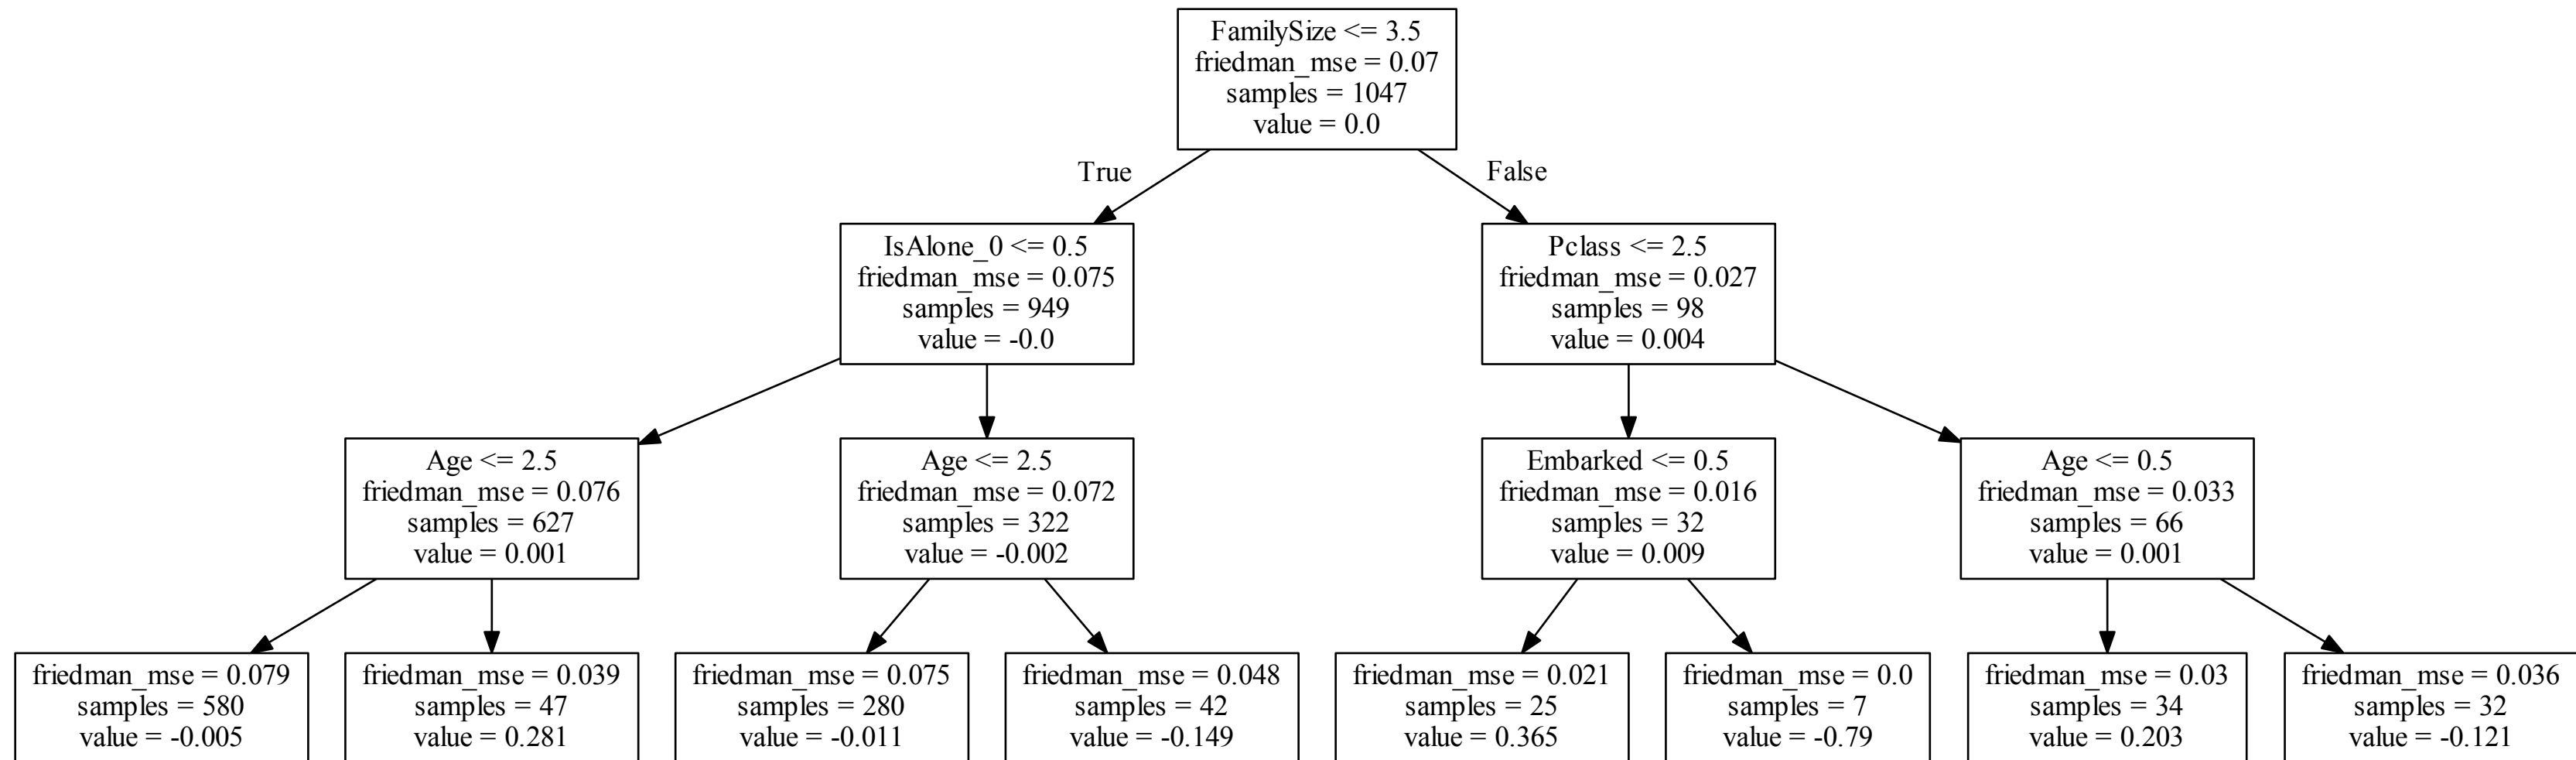 FamilySize <= 3.5
friedman_mse = 0.07
samples = 1047
value = 0.0
True
False
IsAlone_0 <= 0.5
friedman_mse = 0.075
samples = 949
value = -0.0
Pclass <= 2.5
friedman_mse = 0.027
samples = 98
value = 0.004
Age <= 2.5
friedman_mse = 0.076
samples = 627
value = 0.001
Age <= 2.5
friedman_mse = 0.072
samples = 322
value = -0.002
Embarked <= 0.5
friedman_mse = 0.016
samples = 32
value = 0.009
Age <= 0.5
friedman_mse = 0.033
samples = 66
value = 0.001
friedman_mse = 0.079
samples = 580
value = -0.005
friedman_mse = 0.039
samples = 47
value = 0.281
friedman_mse = 0.075
samples = 280
value = -0.011
friedman_mse = 0.048
samples = 42
value = -0.149
friedman_mse = 0.021
samples = 25
value = 0.365
friedman_mse = 0.0
samples = 7
value = -0.79
friedman_mse = 0.03
samples = 34
value = 0.203
friedman_mse = 0.036
samples = 32
value = -0.121